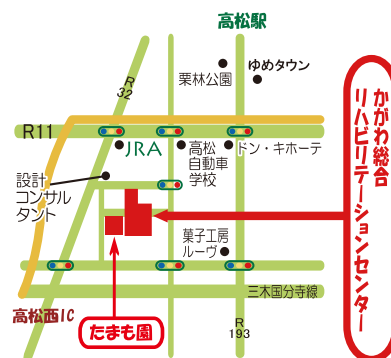 高松駅
ゆめタウン
栗林公園
R
32
R11
JRA
高松
自動車
学校
ドン・キホーテ
設計
コンサル
タント
かがわ総合
リハビリテーションセンター
菓子工房
ルーヴ
三木国分寺線
高松西IC
たまも園
R
193